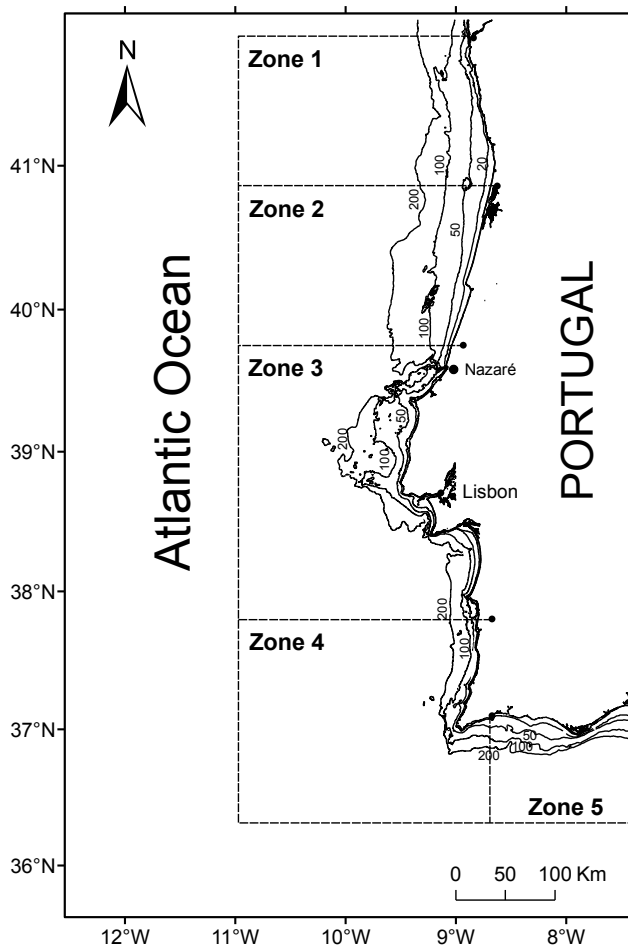 N
Zone 1
41°N
100
20
200
Zone 2
50
Atlantic Ocean
PORTUGAL
40°N
100
Zone 3
Nazaré
50
39°N
200
100
Lisbon
38°N
200
Zone 4
100
37°N
50
100
200
Zone 5
36°N
0 50 100 Km
12°W 11°W 10°W 9°W 8°W